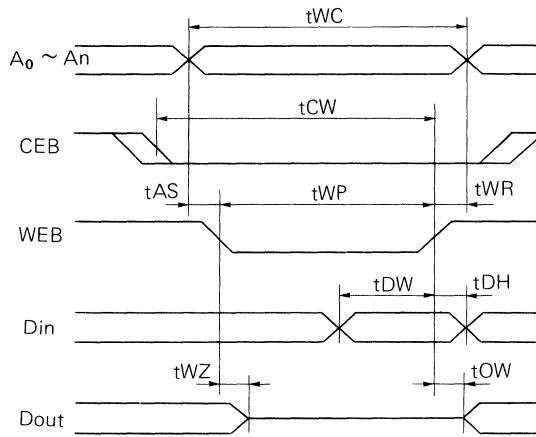 tWC
A₀ ~ An
tCW
CEB
tAS
tWP
tWR
WEB
tDW
tDH
Din
tWZ
tOW
Dout